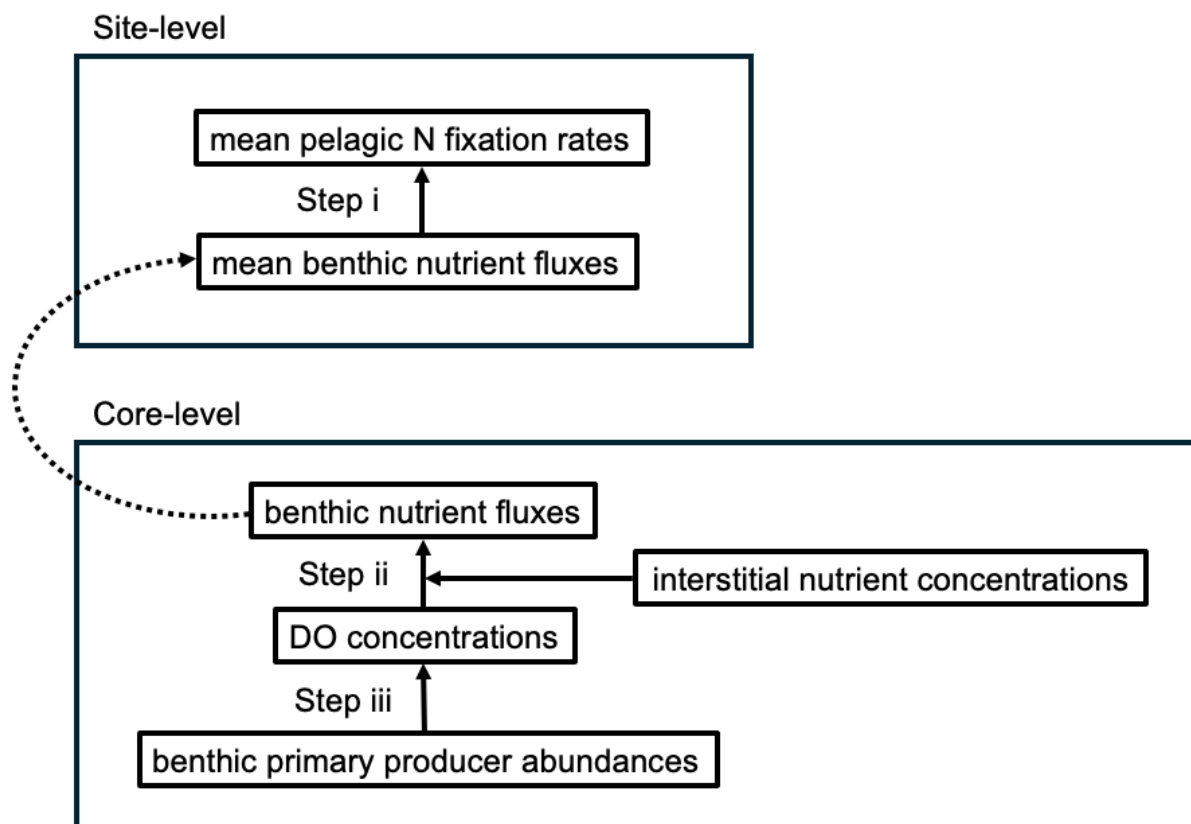 Site-level
mean pelagic N fixation rates
Step i
mean benthic nutrient fluxes
Core-level
benthic nutrient fluxes
Step ii
interstitial nutrient concentrations
DO concentrations
Step iii
benthic primary producer abundances